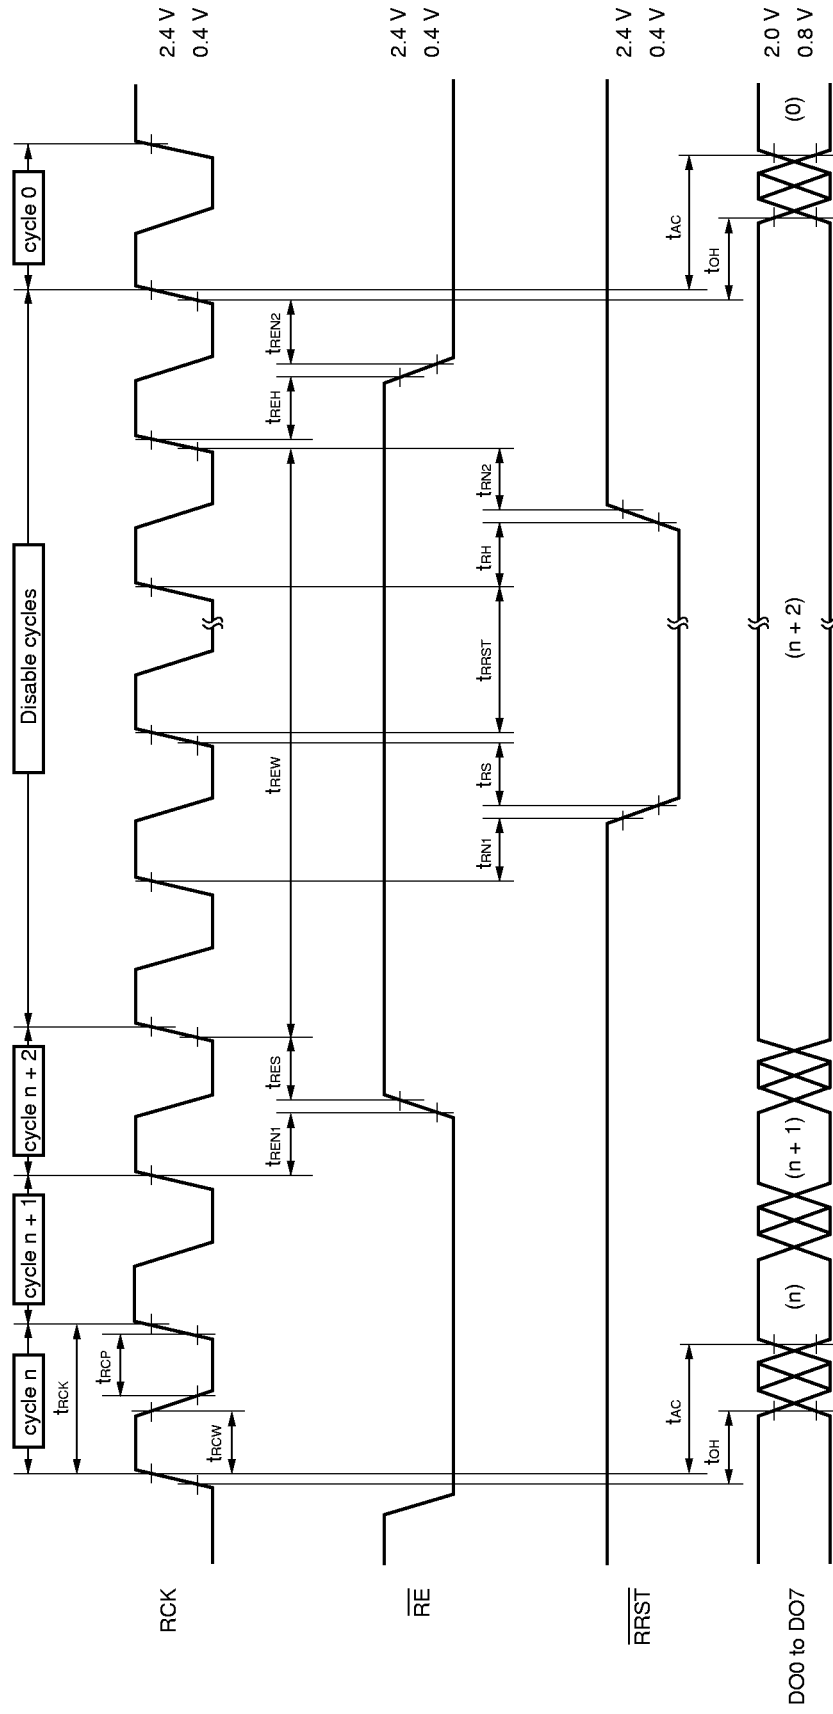 cycle n
cycle n + 1
cycle n + 2
Disable cycles
cycle 0
tRCK
tRCP
tRCW
RCK
2.4 V
0.4 V
tREN1
tRES
tREW
tREH
tREN2
RE
2.4 V
0.4 V
tRN1
tRS
tRRST
tRH
tRN2
RRST
2.4 V
0.4 V
tAC
tOH
tAC
tOH
DO0 to DO7
(n)
(n + 1)
(n + 2)
(0)
2.0 V
0.8 V